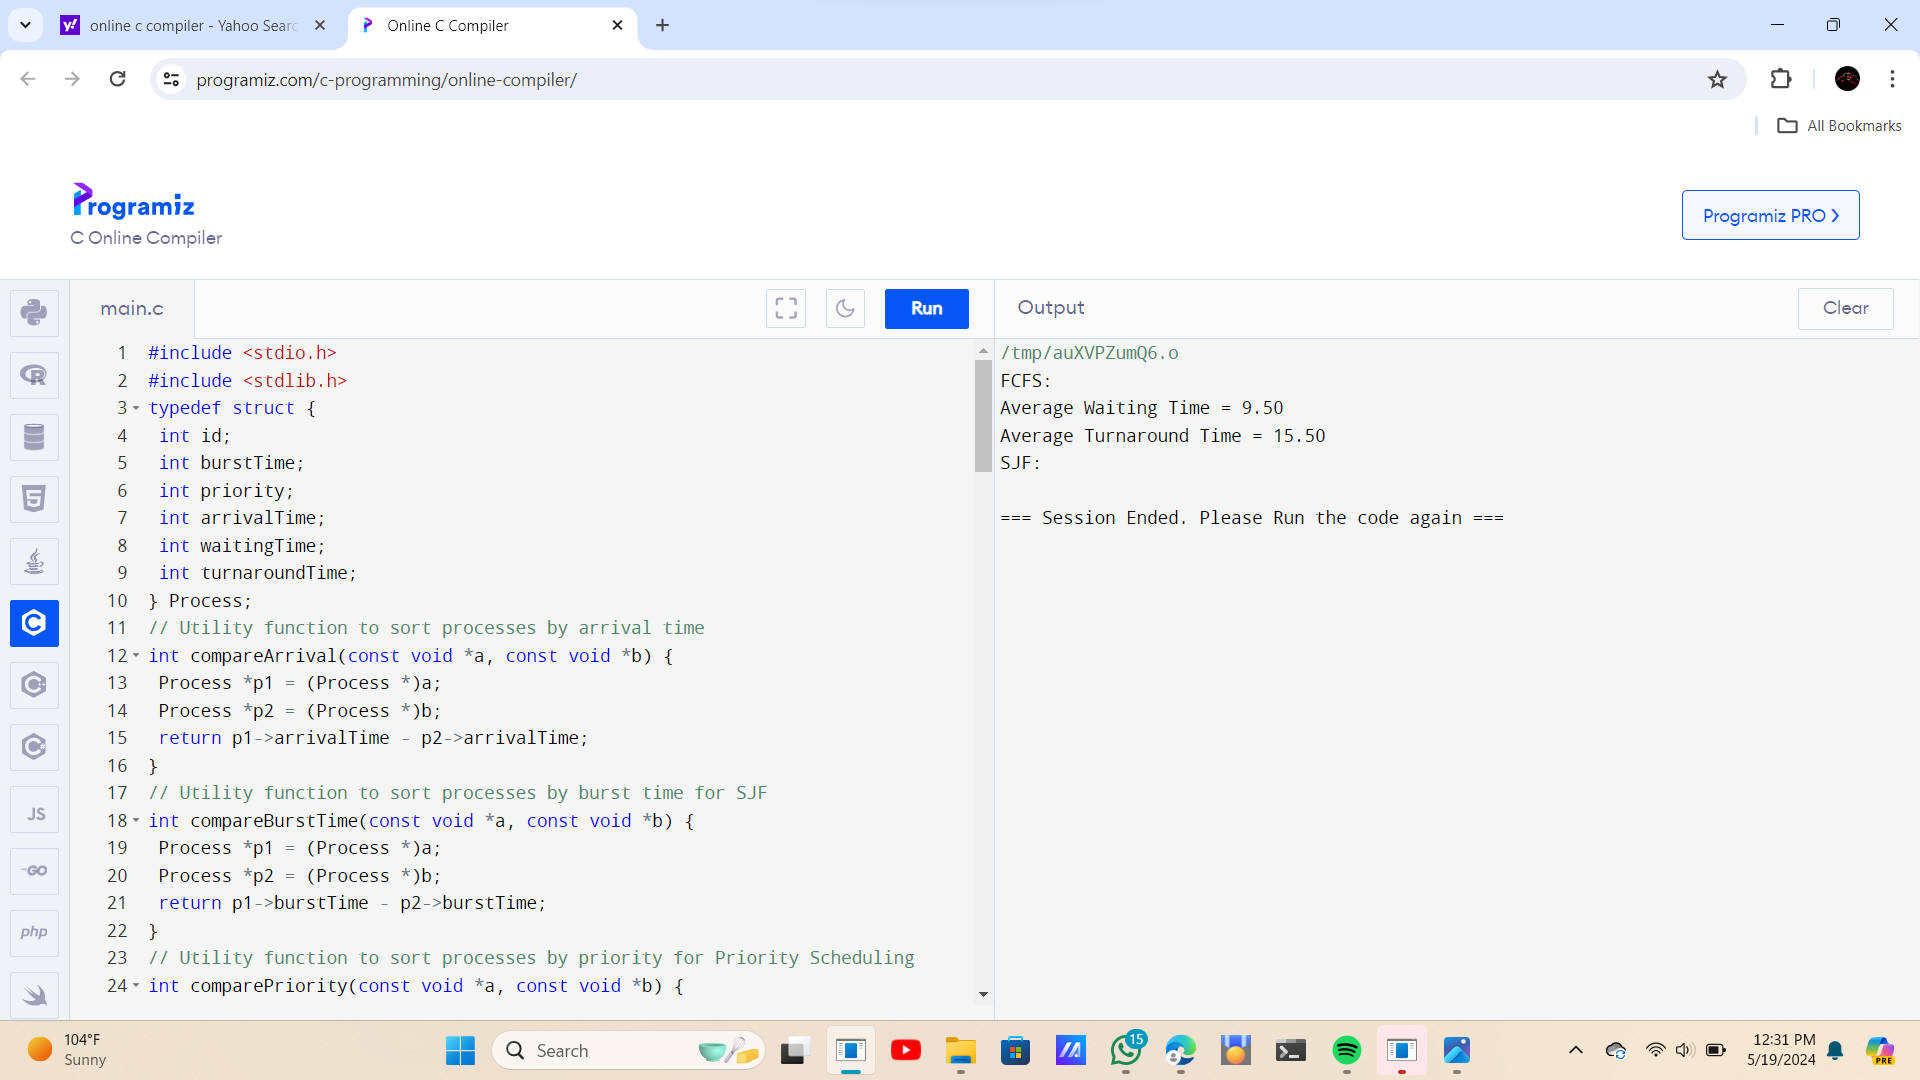 online c compiler - Yahoo Searc
Online C Compiler
programiz.com/c-programming/online-compiler/
All Bookmarks
Programiz
C Online Compiler
Programiz PRO
main.c
Run
Output
Clear
1 #include <stdio.h>
2 #include <stdlib.h>
3 typedef struct {
4 int id;
5 int burstTime;
6 int priority;
7 int arrivalTime;
8 int waitingTime;
9 int turnaroundTime;
10 } Process;
11 // Utility function to sort processes by arrival time
12 int compareArrival(const void *a, const void *b) {
13 Process *p1 = (Process *)a;
14 Process *p2 = (Process *)b;
15 return p1->arrivalTime - p2->arrivalTime;
16 }
17 // Utility function to sort processes by burst time for SJF
18 int compareBurstTime(const void *a, const void *b) {
19 Process *p1 = (Process *)a;
20 Process *p2 = (Process *)b;
21 return p1->burstTime - p2->burstTime;
22 }
23 // Utility function to sort processes by priority for Priority Scheduling
24 int comparePriority(const void *a, const void *b) {
/tmp/auXVPZumQ6.o
FCFS:
Average Waiting Time = 9.50
Average Turnaround Time = 15.50
SJF:
=== Session Ended. Please Run the code again ===
R
5
C
C
JS
GO
php
104°F
Sunny
Search
15
12:31 PM
5/19/2024
PRE